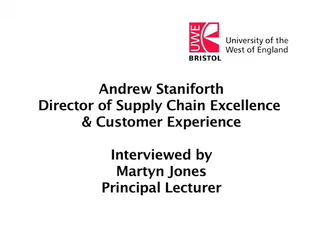 UWE
BRISTOL
University of the
West of England
Andrew Staniforth
Director of Supply Chain Excellence
& Customer Experience
Interviewed by
Martyn Jones
Principal Lecturer